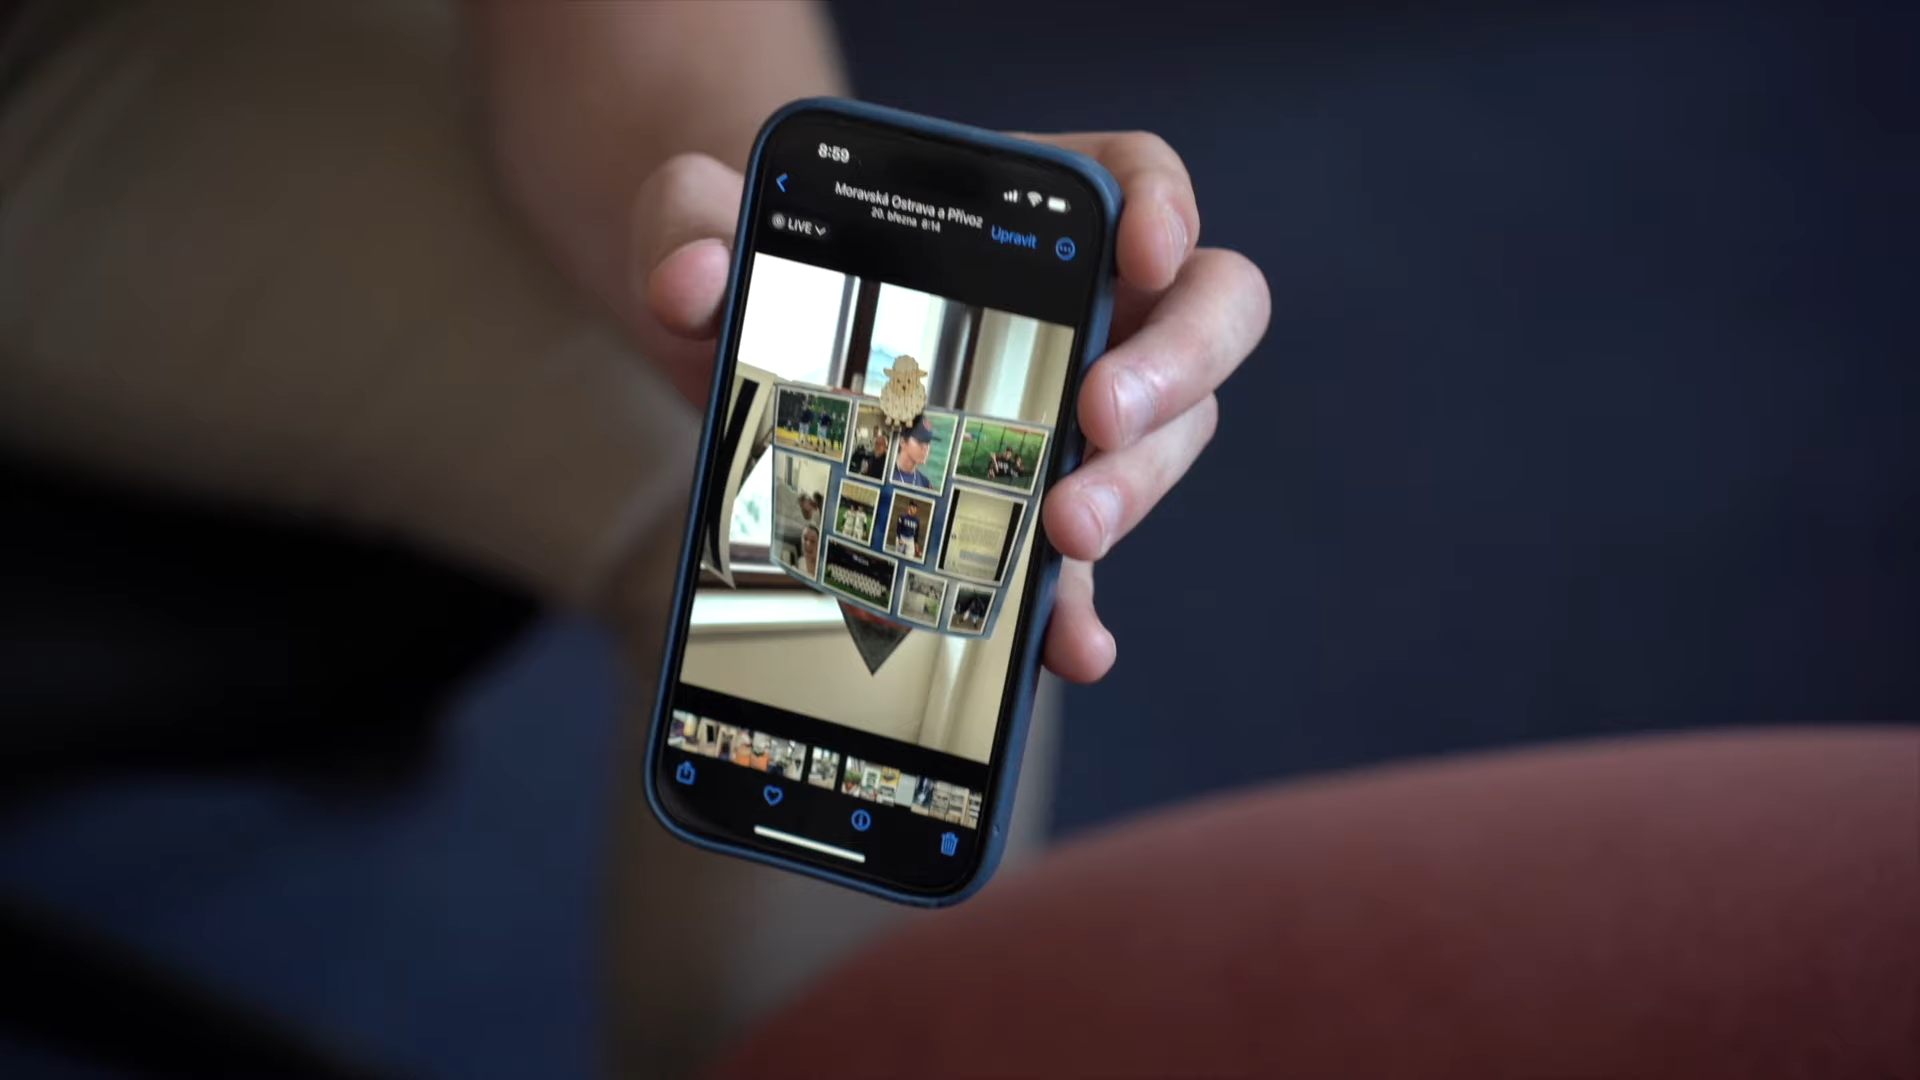 8:59
Moravská Ostrava a Přívoz
20. března 8:14
LIVE
Upravit